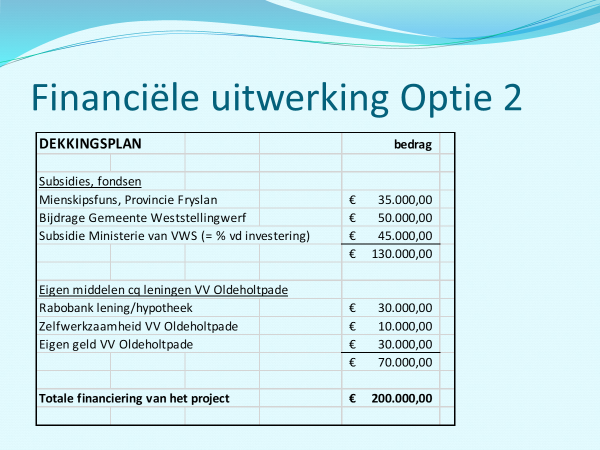 Financiële uitwerking Optie 2
DEKKINGSPLAN bedrag
Subsidies, fondsen
Mienskipsfuns, Provincie Fryslan € 35.000,00
Bijdrage Gemeente Weststellingwerf € 50.000,00
Subsidie Ministerie van VWS (= % vd investering) € 45.000,00
€ 130.000,00
Eigen middelen cq leningen VV Oldeholtpade
Rabobank lening/hypotheek € 30.000,00
Zelfwerkzaamheid VV Oldeholtpade € 10.000,00
Eigen geld VV Oldeholtpade € 30.000,00
€ 70.000,00
Totale financiering van het project € 200.000,00